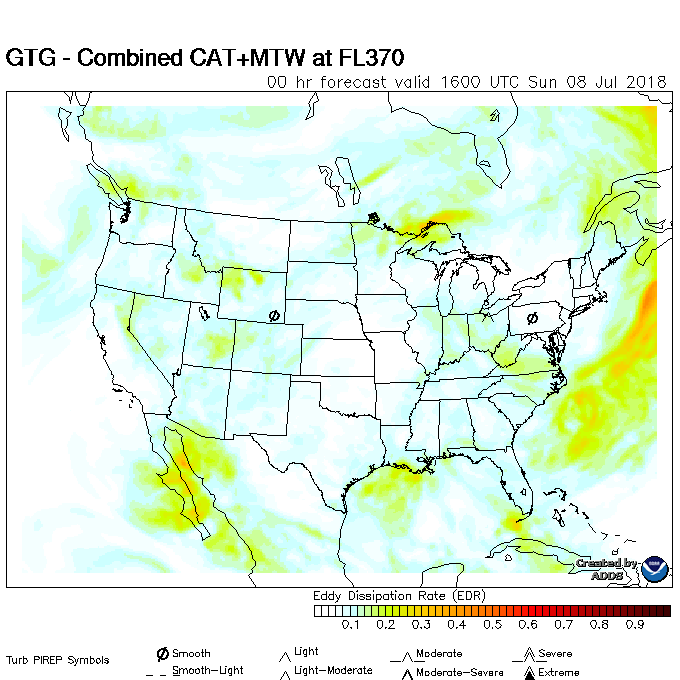 GTG - Combined CAT+MTW at FL370
00 hr forecast valid 1600 UTC Sun 08 Jul 2018
Created by
ADDS
Eddy Dissipation Rate (EDR)
0.1 0.2 0.3 0.4 0.5 0.6 0.7 0.8 0.9
Turb PIREP Symbols
Smooth Light Moderate Severe
Smooth-Light Light-Moderate Moderate-Severe Extreme